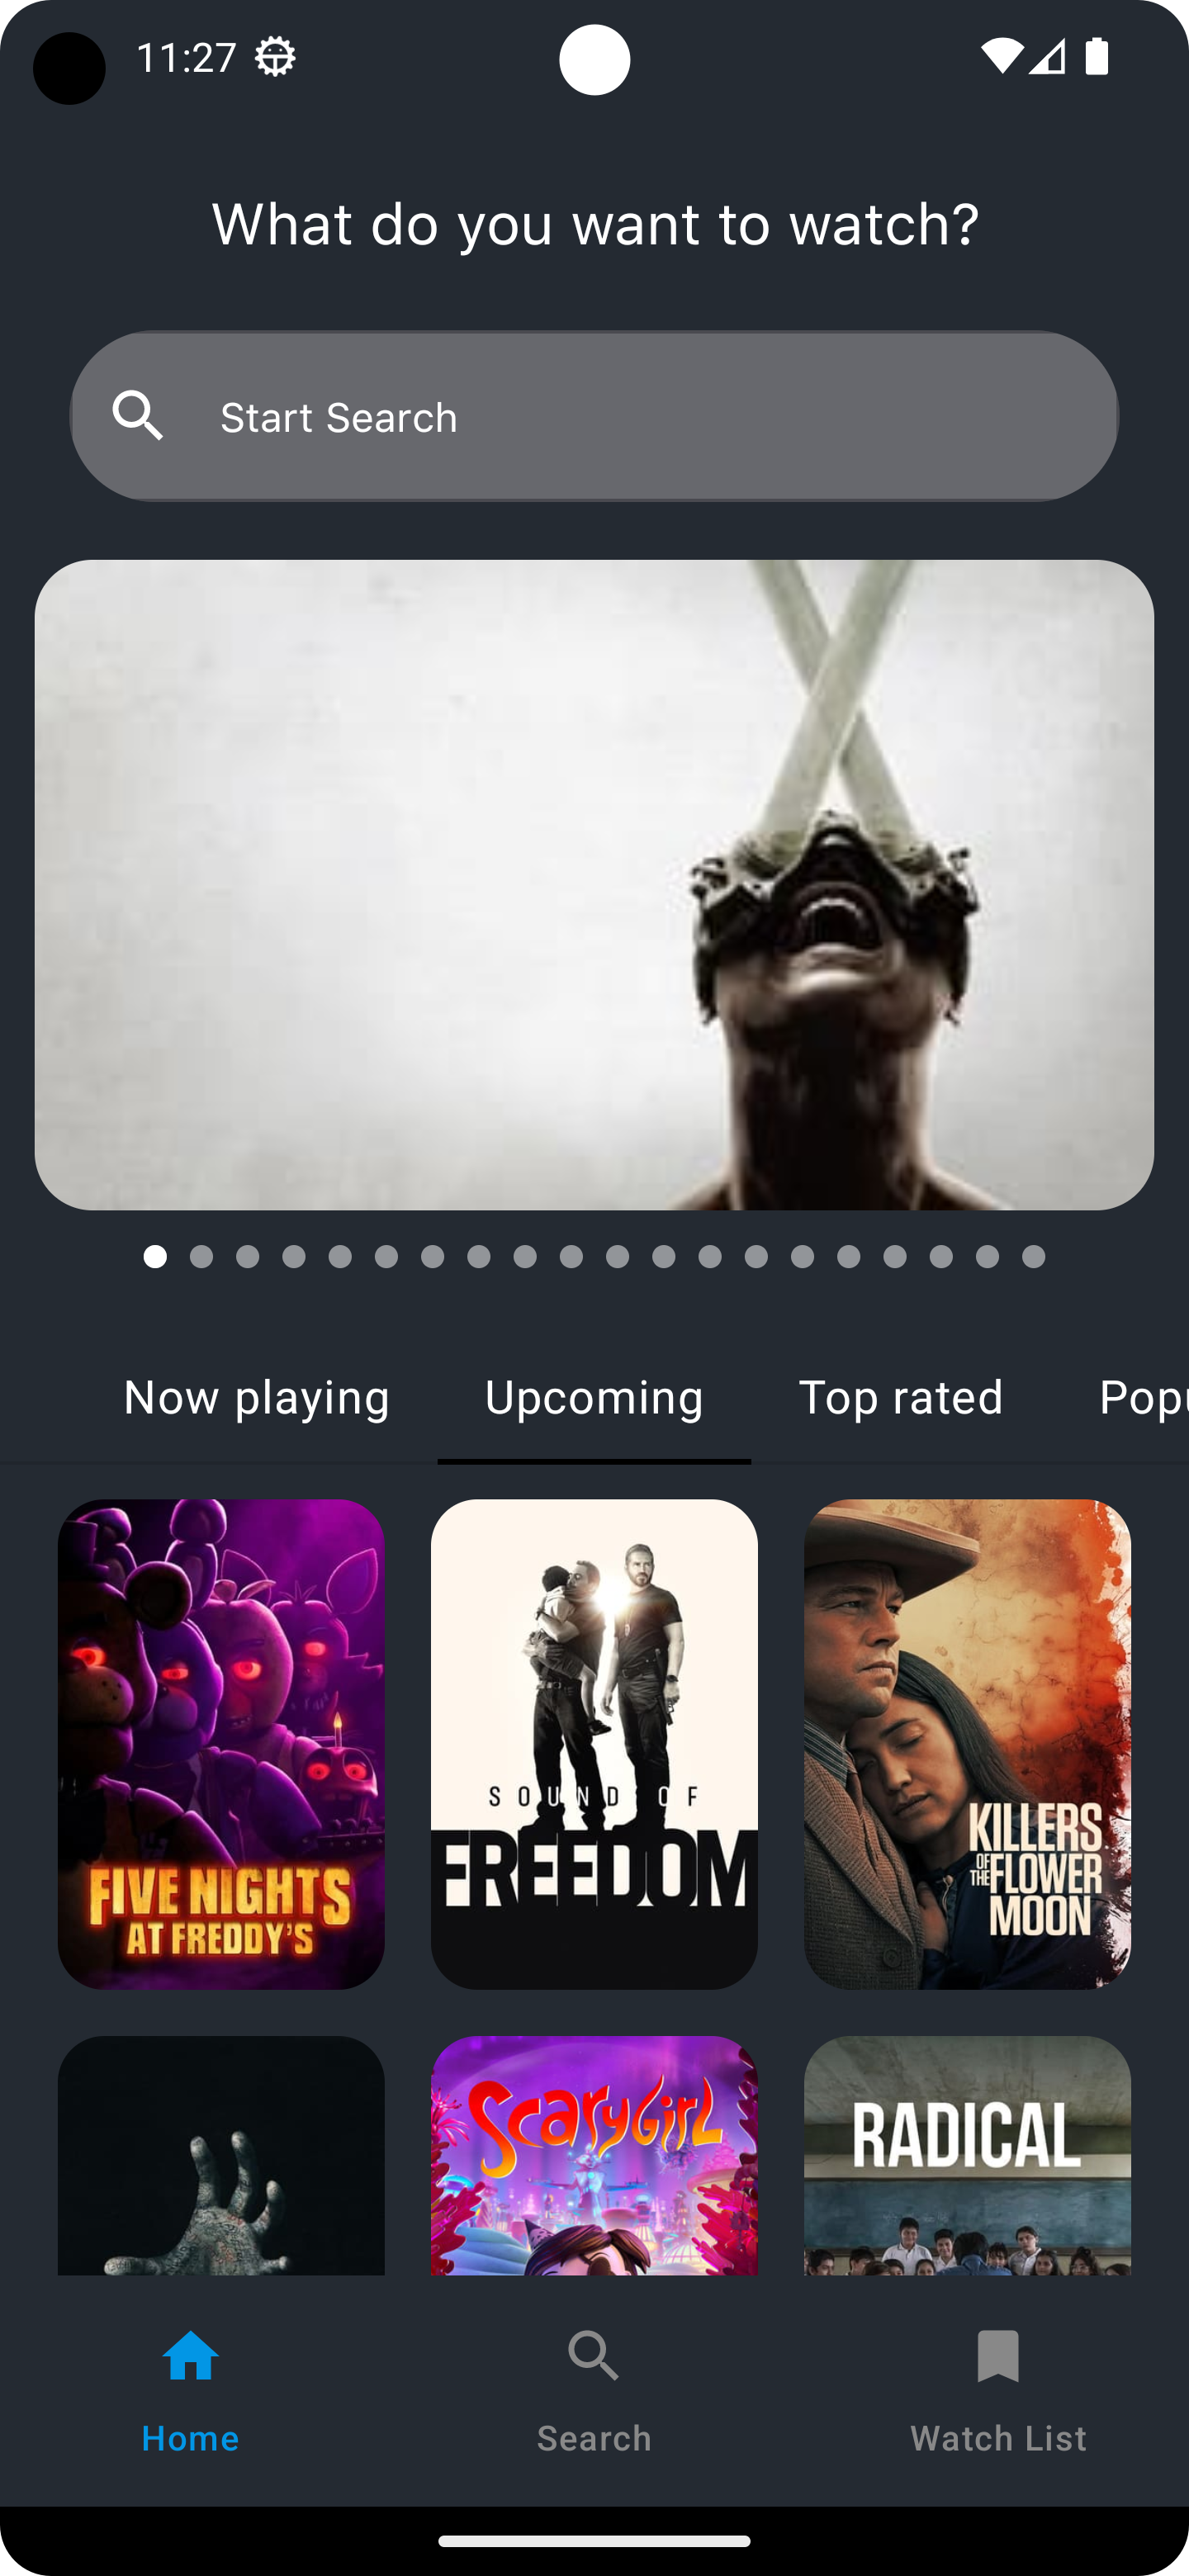 11:27
What do you want to watch?
Start Search
Now playing Upcoming Top rated Popu
FIVE NIGHTS
AT FREDDY'S
SOUND OF
FREEDOM
KILLERS
OF THE FLOWER
MOON
ScaryGirl
RADICAL
Home Search Watch List